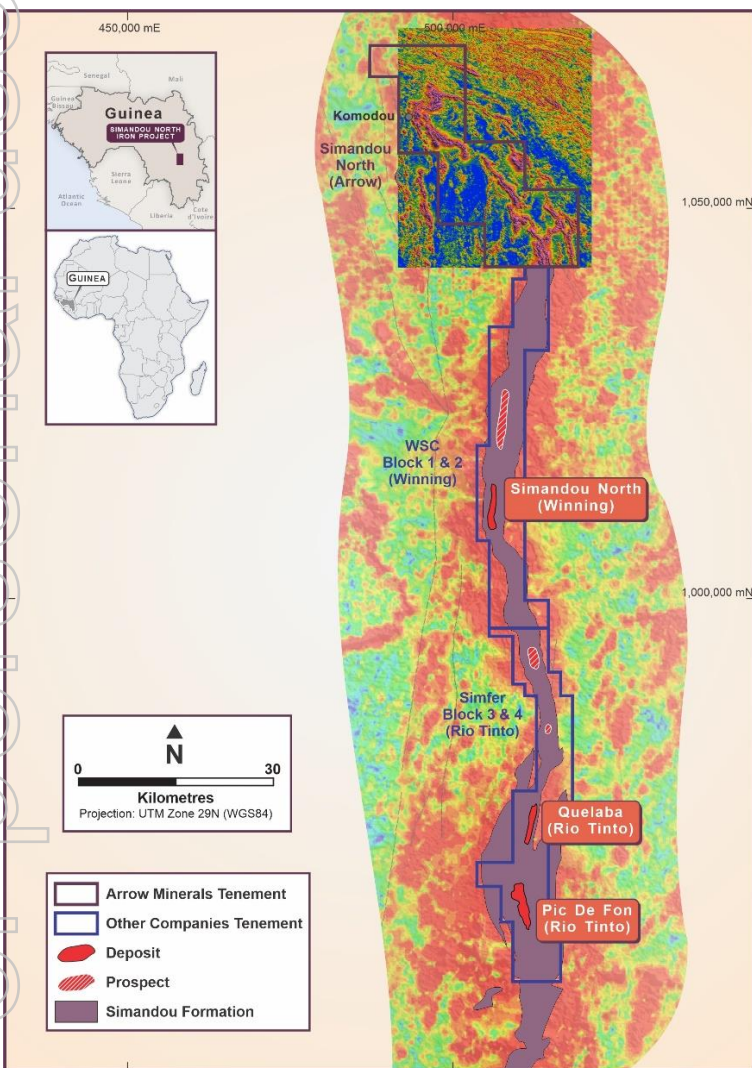 450,000 mE
500,000 mE
Senegal
Mali
Guinea
Bissau
Guinea
SIMANDOU NORTH
IRON PROJECT
Sierra
Leone
Atlantic
Ocean
Liberia
Cote
d'Ivoire
GUINEA
Komodou
Simandou
North
(Arrow)
1,050,000 mN
WSC
Block 1 & 2
(Winning)
Simandou North
(Winning)
1,000,000 mN
Simfer
Block 3 & 4
(Rio Tinto)
N
0
30
Kilometres
Projection: UTM Zone 29N (WGS84)
Quelaba
(Rio Tinto)
Pic De Fon
(Rio Tinto)
Arrow Minerals Tenement
Other Companies Tenement
Deposit
Prospect
Simandou Formation